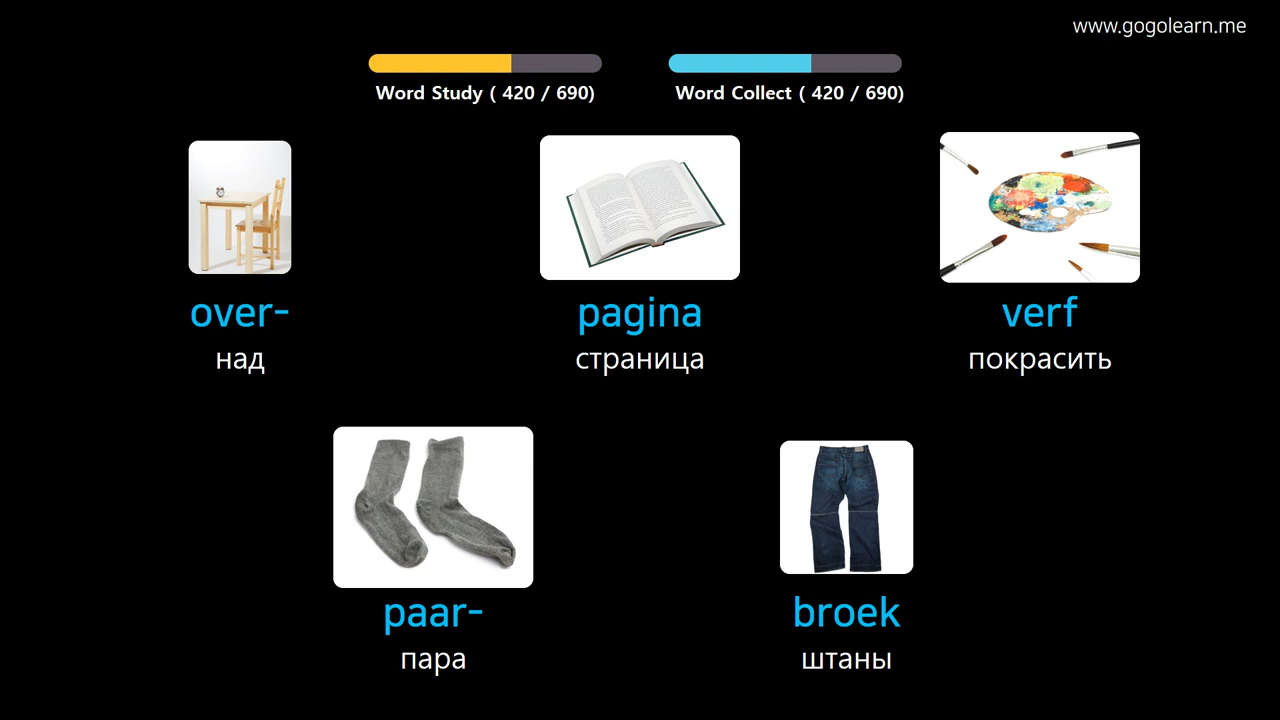 www.gogolearn.me
Word Study ( 420 / 690)
Word Collect ( 420 / 690)
over-
над
pagina
страница
verf
покрасить
paar-
пара
broek
штаны